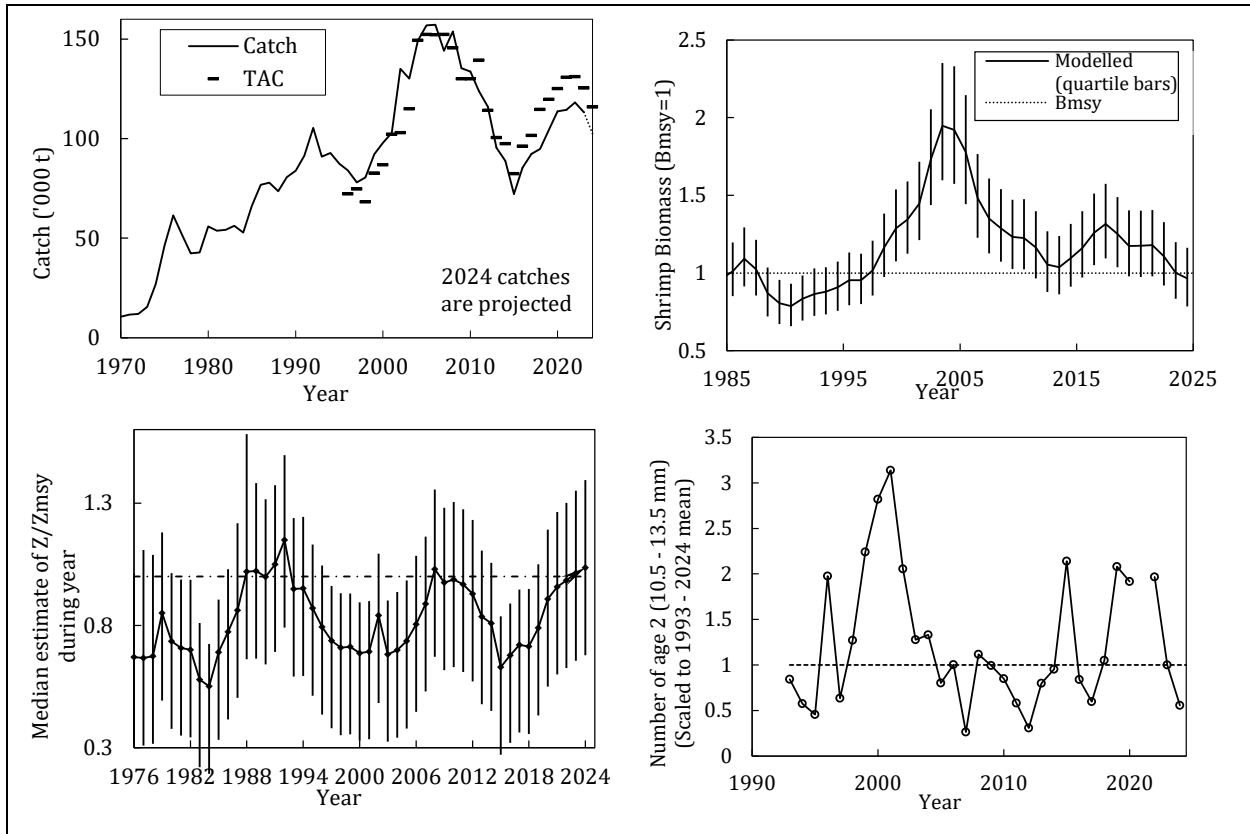 150
100
50
0
Catch ('000 t)
Catch
TAC
2024 catches
are projected
1970 1980 1990 2000 2010 2020
Year
2.5
2
1.5
1
0.5
Shrimp Biomass (Bmsy=1)
Modelled
(quartile bars)
Bmsy
1985 1995 2005 2015 2025
Year
1.3
0.8
0.3
Median estimate of Z/Zmsy
during year
1976 1982 1988 1994 2000 2006 2012 2018 2024
Year
3.5
3
2.5
2
1.5
1
0.5
0
Number of age 2 (10.5 - 13.5 mm)
(Scaled to 1993 - 2024 mean)
1990 2000 2010 2020
Year